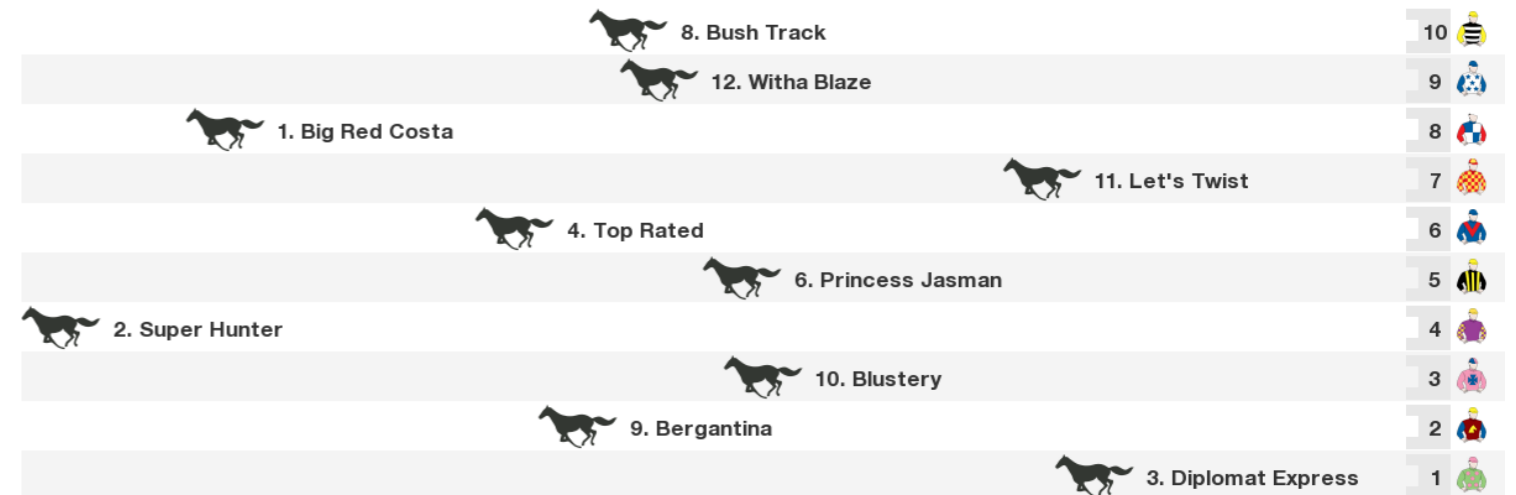 8. Bush Track 10
12. Witha Blaze 9
1. Big Red Costa 8
11. Let's Twist 7
4. Top Rated 6
6. Princess Jasman 5
2. Super Hunter 4
10. Blustery 3
9. Bergantina 2
3. Diplomat Express 1